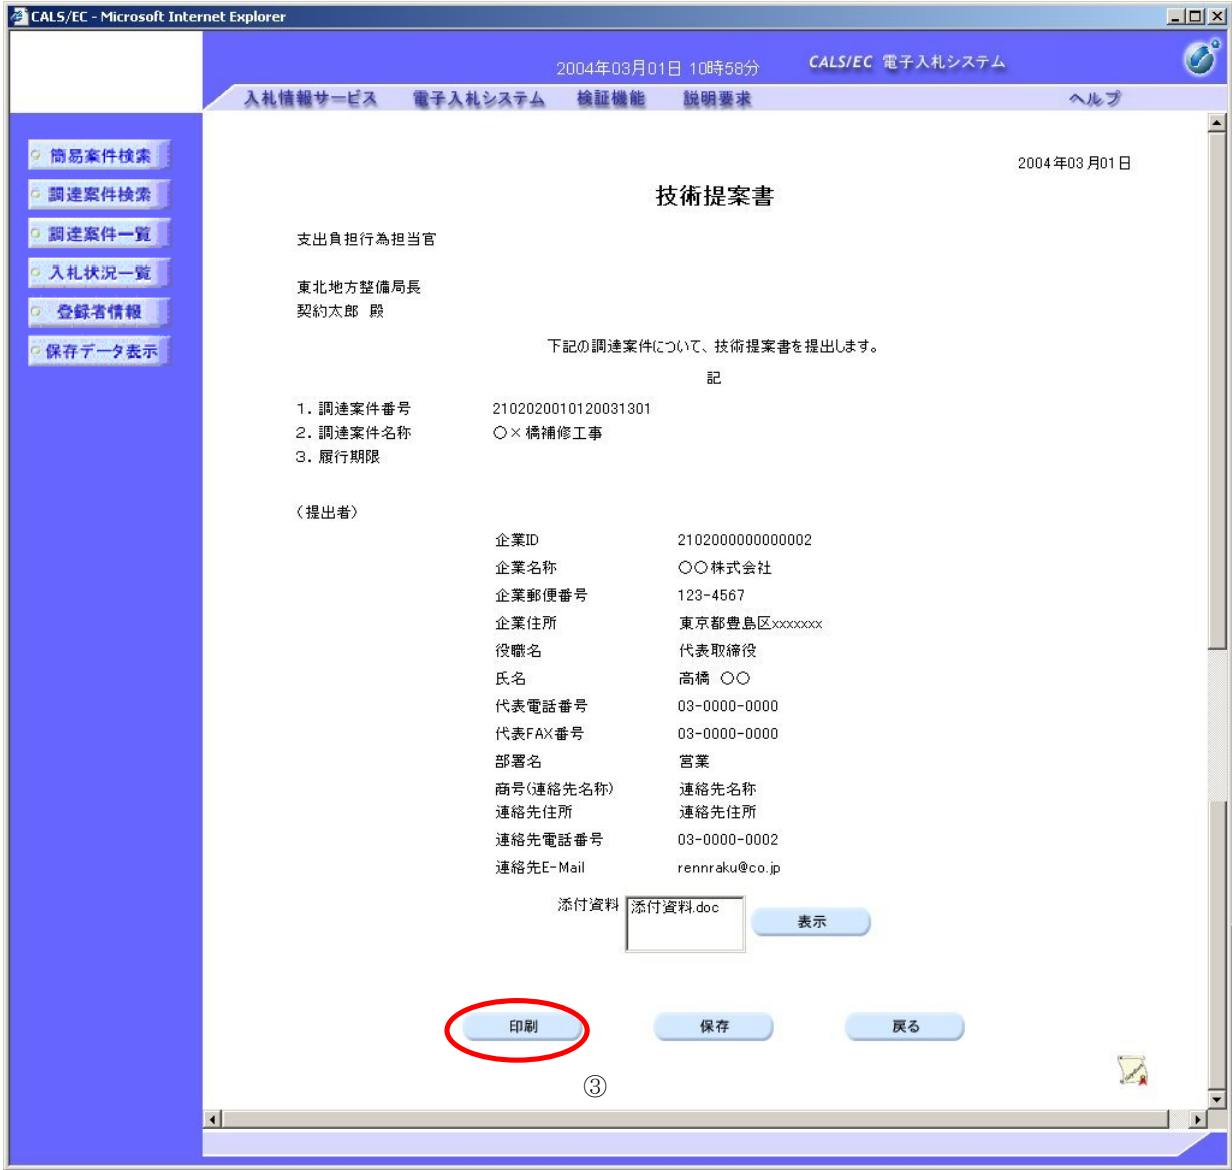 CALS/EC - Microsoft Internet Explorer
2004年03月01日 10時58分
CALS/EC 電子入札システム
入札情報サービス 電子入札システム 検証機能 説明要求 ヘルプ
簡易案件検索
調達案件検索
調達案件一覧
入札状況一覧
登録者情報
保存データ表示
2004年03月01日
技術提案書
支出負担行為担当官
東北地方整備局長
契約太郎 殿
下記の調達案件について、技術提案書を提出します。
記
1．調達案件番号 2102020010120031301
2．調達案件名称 ○×橋補修工事
3．履行期限
（提出者）
企業ID 2102000000000002
企業名称 ○○株式会社
企業郵便番号 123-4567
企業住所 東京都豊島区xxxxxxx
役職名 代表取締役
氏名 高橋 ○○
代表電話番号 03-0000-0000
代表FAX番号 03-0000-0000
部署名 営業
商号(連絡先名称) 連絡先名称
連絡先住所 連絡先住所
連絡先電話番号 03-0000-0002
連絡先E-Mail rennraku@co.jp
添付資料 添付資料.doc 表示
印刷 保存 戻る
③